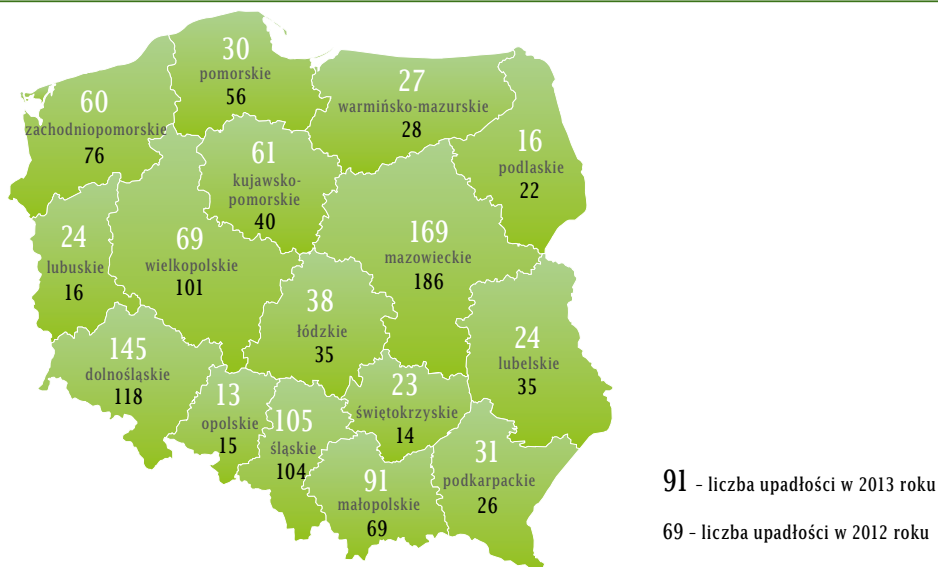 30
pomorskie
56
27
warmińsko-mazurskie
28
60
zachodniopomorskie
76
16
podlaskie
22
61
kujawsko-
pomorskie
40
169
mazowieckie
186
24
lubuskie
16
69
wielkopolskie
101
38
łódzkie
35
24
lubelskie
35
145
dolnośląskie
118
13
opolskie
15
105
śląskie
104
23
świętokrzyskie
14
91
małopolskie
69
31
podkarpackie
26
91 - liczba upadłości w 2013 roku
69 - liczba upadłości w 2012 roku